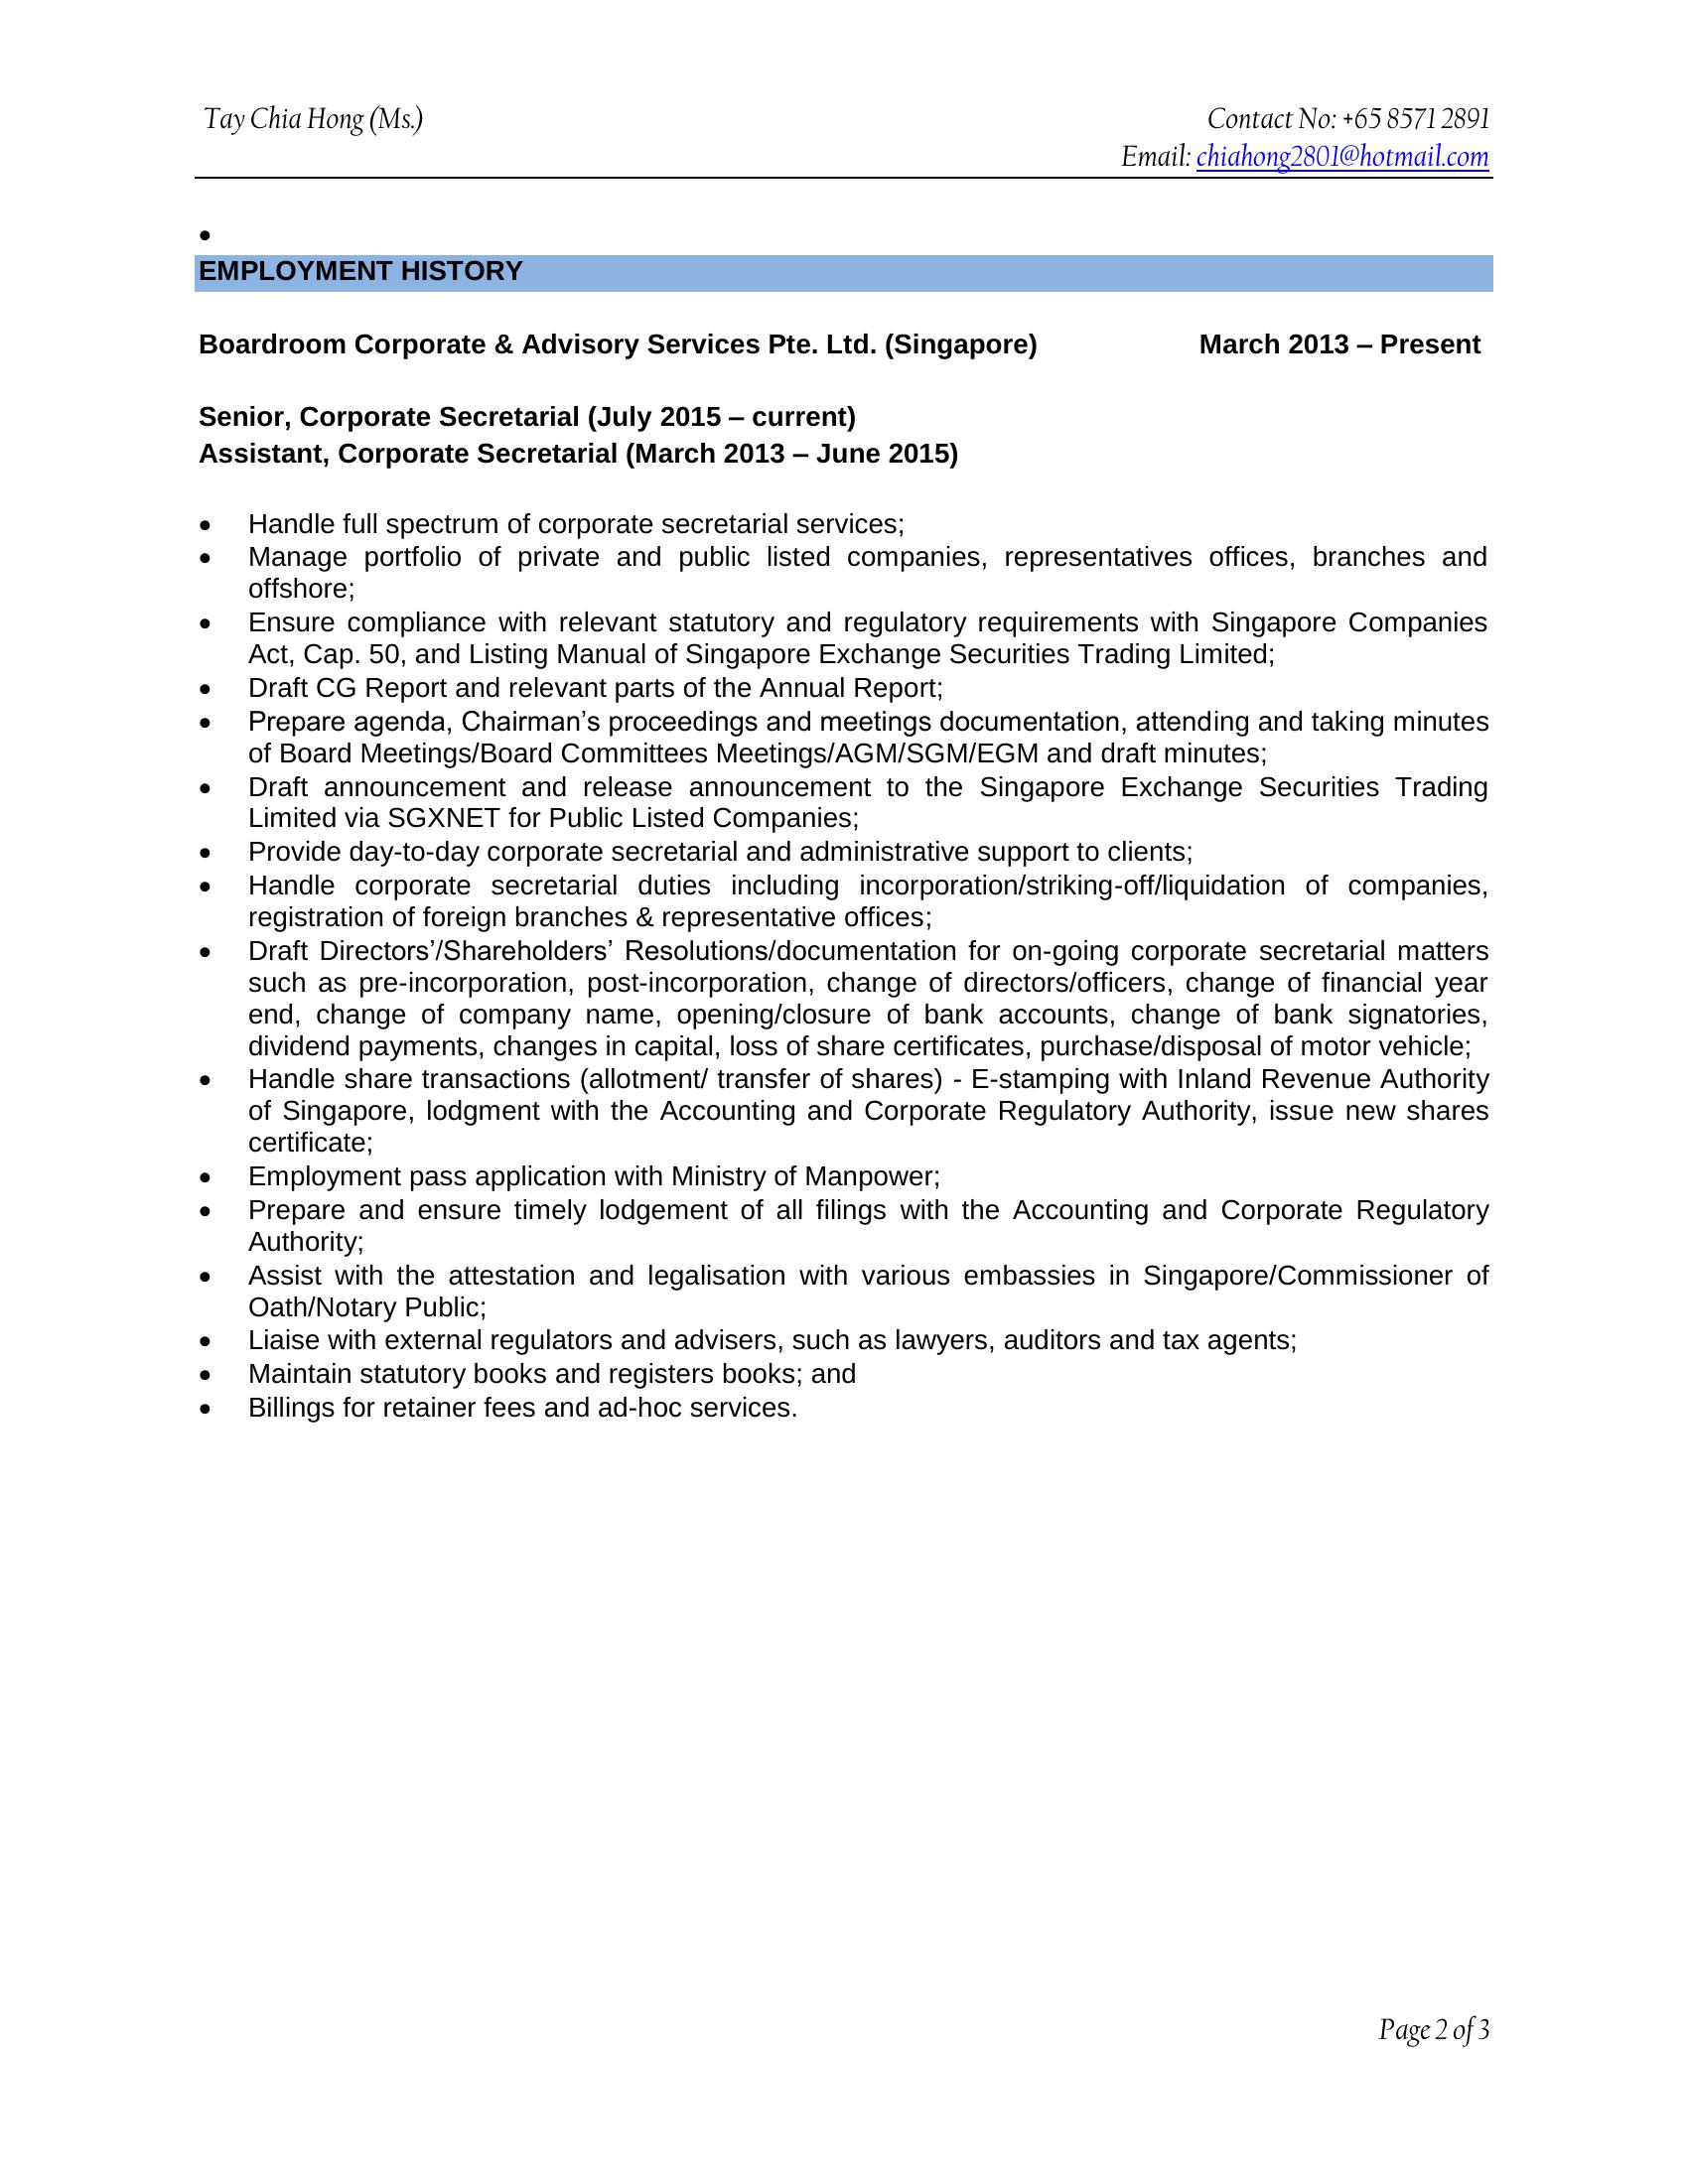 Tay Chia Hong (Ms.) Contact No: +65 8571 2891
Email: chiahong2801@hotmail.com
•
EMPLOYMENT HISTORY
Boardroom Corporate & Advisory Services Pte. Ltd. (Singapore) March 2013 – Present
Senior, Corporate Secretarial (July 2015 – current)
Assistant, Corporate Secretarial (March 2013 – June 2015)
• Handle full spectrum of corporate secretarial services;
• Manage portfolio of private and public listed companies, representatives offices, branches and
offshore;
• Ensure compliance with relevant statutory and regulatory requirements with Singapore Companies
Act, Cap. 50, and Listing Manual of Singapore Exchange Securities Trading Limited;
• Draft CG Report and relevant parts of the Annual Report;
• Prepare agenda, Chairman’s proceedings and meetings documentation, attending and taking minutes
of Board Meetings/Board Committees Meetings/AGM/SGM/EGM and draft minutes;
• Draft announcement and release announcement to the Singapore Exchange Securities Trading
Limited via SGXNET for Public Listed Companies;
• Provide day-to-day corporate secretarial and administrative support to clients;
• Handle corporate secretarial duties including incorporation/striking-off/liquidation of companies,
registration of foreign branches & representative offices;
• Draft Directors’/Shareholders’ Resolutions/documentation for on-going corporate secretarial matters
such as pre-incorporation, post-incorporation, change of directors/officers, change of financial year
end, change of company name, opening/closure of bank accounts, change of bank signatories,
dividend payments, changes in capital, loss of share certificates, purchase/disposal of motor vehicle;
• Handle share transactions (allotment/ transfer of shares) - E-stamping with Inland Revenue Authority
of Singapore, lodgment with the Accounting and Corporate Regulatory Authority, issue new shares
certificate;
• Employment pass application with Ministry of Manpower;
• Prepare and ensure timely lodgement of all filings with the Accounting and Corporate Regulatory
Authority;
• Assist with the attestation and legalisation with various embassies in Singapore/Commissioner of
Oath/Notary Public;
• Liaise with external regulators and advisers, such as lawyers, auditors and tax agents;
• Maintain statutory books and registers books; and
• Billings for retainer fees and ad-hoc services.
Page 2 of 3